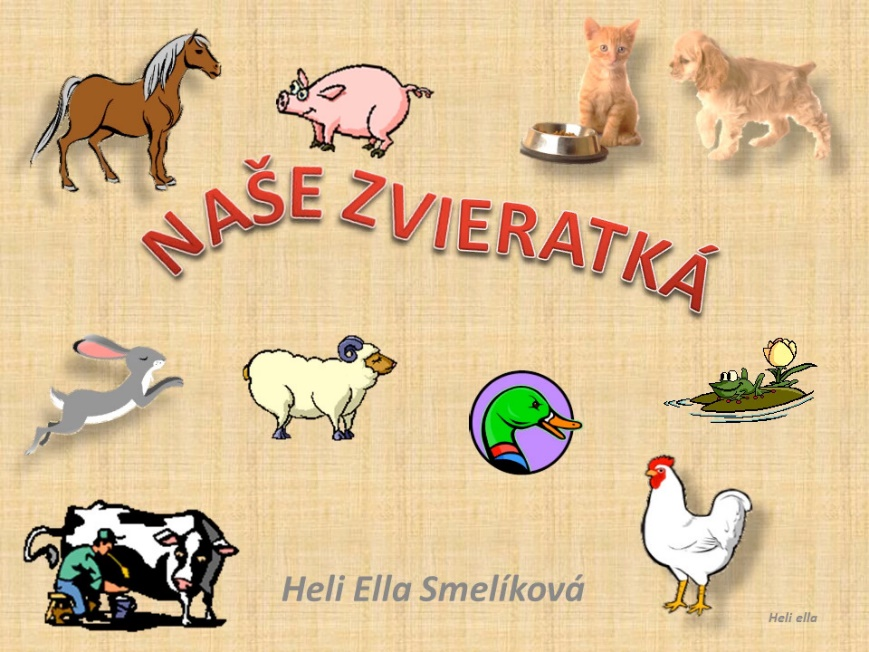 NAŠE ZVIERATKÁ
Heli Ella Smelíková
Heli ella